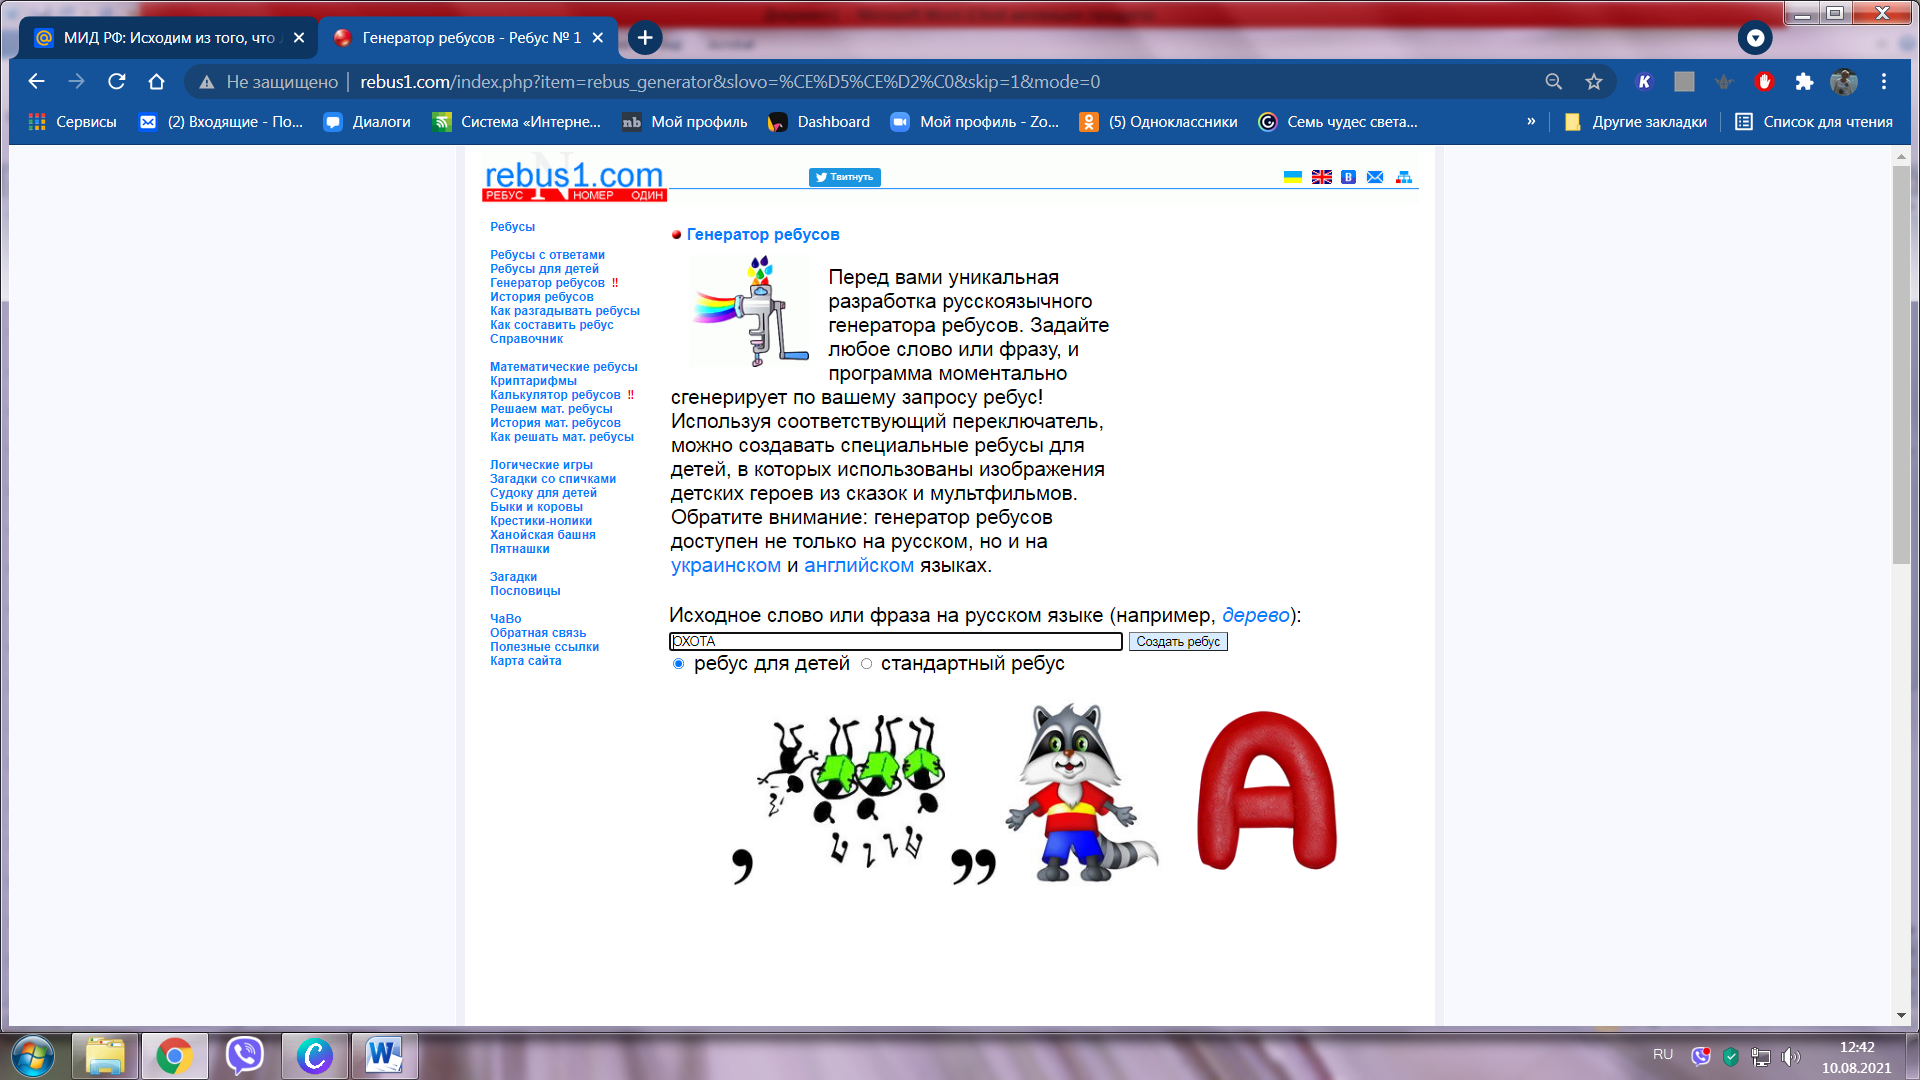 МИД РФ: Исходим из того, что
Генератор ребусов - Ребус № 1
Не защищено | rebus1.com/index.php?item=rebus_generator&slovo=%CE%D5%CE%D2%C0&skip=1&mode=0
Сервисы (2) Входящие - По... Диалоги Система «Интерне... nb Мой профиль Dashboard Мой профиль - Zo... (5) Одноклассники Семь чудес света... » Другие закладки Список для чтения
rebus1.com
РЕБУС N НОМЕР ОДИН
Твитнуть
B
Ребусы
Ребусы с ответами
Ребусы для детей
Генератор ребусов !!
История ребусов
Как разгадывать ребусы
Как составить ребус
Справочник
Математические ребусы
Криптарифмы
Калькулятор ребусов !!
Решаем мат. ребусы
История мат. ребусов
Как решать мат. ребусы
Логические игры
Загадки со спичками
Судоку для детей
Быки и коровы
Крестики-нолики
Ханойская башня
Пятнашки
Загадки
Пословицы
ЧаВо
Обратная связь
Полезные ссылки
Карта сайта
Генератор ребусов
Перед вами уникальная
разработка русскоязычного
генератора ребусов. Задайте
любое слово или фразу, и
программа моментально
сгенерирует по вашему запросу ребус!
Используя соответствующий переключатель,
можно создавать специальные ребусы для
детей, в которых использованы изображения
детских героев из сказок и мультфильмов.
Обратите внимание: генератор ребусов
доступен не только на русском, но и на
украинском и английском языках.
Исходное слово или фраза на русском языке (например, дерево):
ОХОТА Создать ребус
ребус для детей стандартный ребус
, ,, А
RU
12:42
10.08.2021